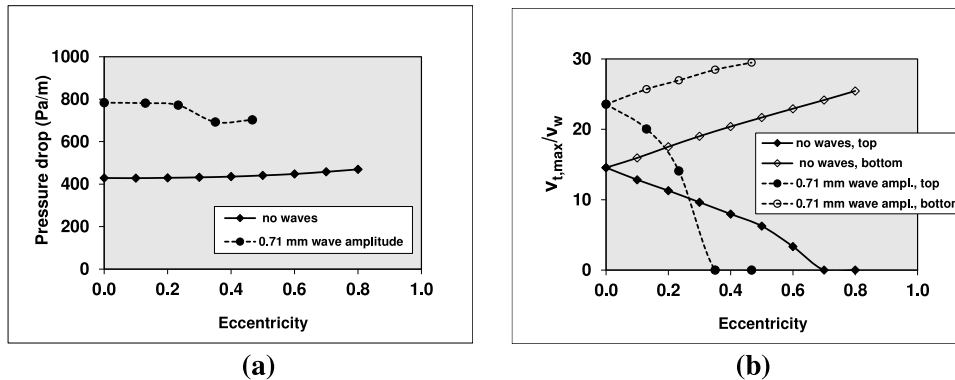 Pressure drop (Pa/m)
1000
800
600
400
200
0
0.0 0.2 0.4 0.6 0.8 1.0
Eccentricity
no waves
0.71 mm wave amplitude
(a)
vt,max/vw
30
20
10
0
0.0 0.2 0.4 0.6 0.8 1.0
Eccentricity
no waves, top
no waves, bottom
0.71 mm wave ampl., top
0.71 mm wave ampl., bottom
(b)